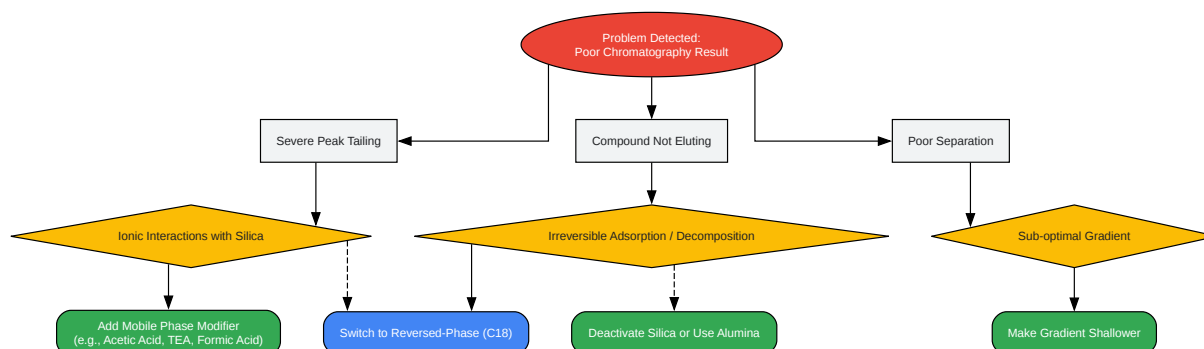 Problem Detected:
Poor Chromatography Result
Severe Peak Tailing
Compound Not Eluting
Poor Separation
Ionic Interactions with Silica
Irreversible Adsorption / Decomposition
Sub-optimal Gradient
Add Mobile Phase Modifier
(e.g., Acetic Acid, TEA, Formic Acid)
Switch to Reversed-Phase (C18)
Deactivate Silica or Use Alumina
Make Gradient Shallower